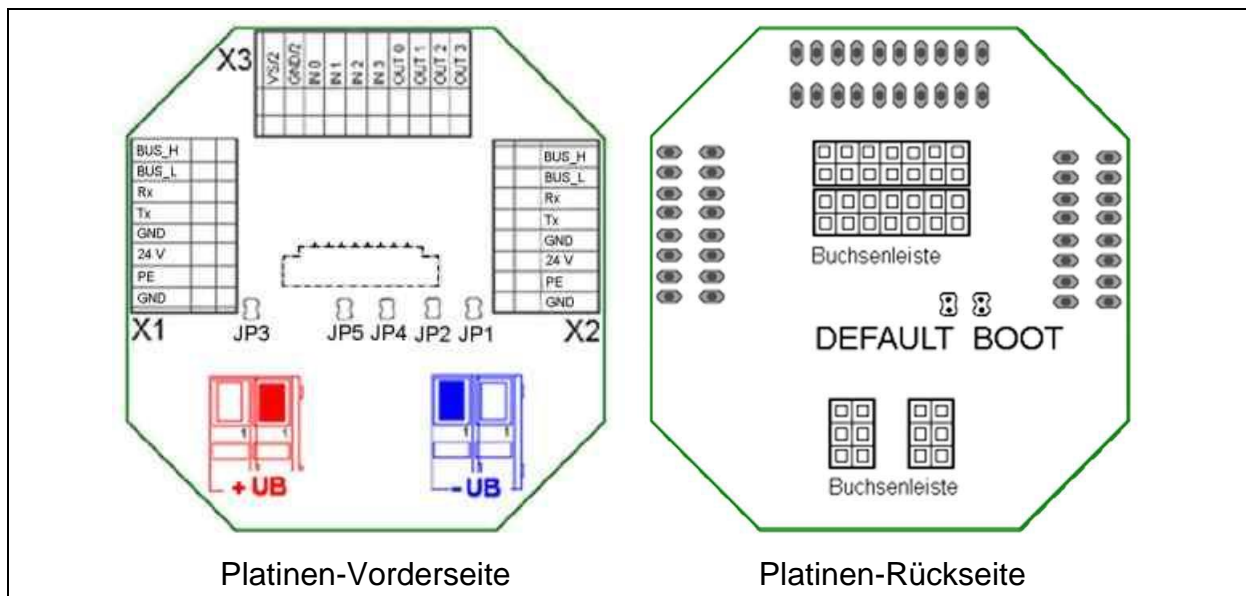 X3
VS/2
GND/2
IN 0
IN 1
IN 2
IN 3
OUT 0
OUT 1
OUT 2
OUT 3
BUS_H
BUS_L
Rx
Tx
GND
24 V
PE
GND
X1
BUS_H
BUS_L
Rx
Tx
GND
24 V
PE
GND
X2
JP3 JP5 JP4 JP2 JP1
1 1
+ UB
1 1
- UB
Platinen-Vorderseite
Buchsenleiste
DEFAULT BOOT
Buchsenleiste
Platinen-Rückseite